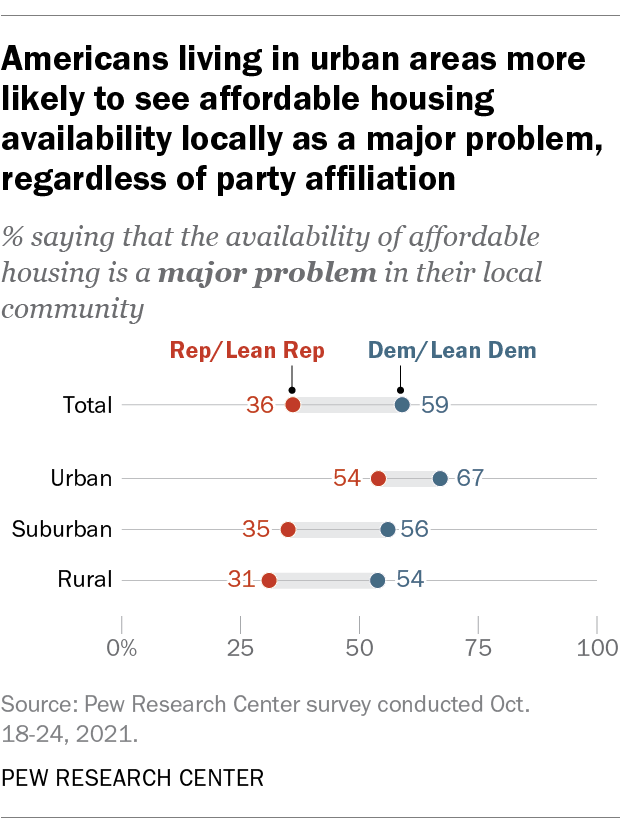 Americans living in urban areas more
likely to see affordable housing
availability locally as a major problem,
regardless of party affiliation
% saying that the availability of affordable
housing is a major problem in their local
community
Rep/Lean Rep Dem/Lean Dem
Total 36 59
Urban 54 67
Suburban 35 56
Rural 31 54
0% 25 50 75 100
Source: Pew Research Center survey conducted Oct.
18-24, 2021.
PEW RESEARCH CENTER